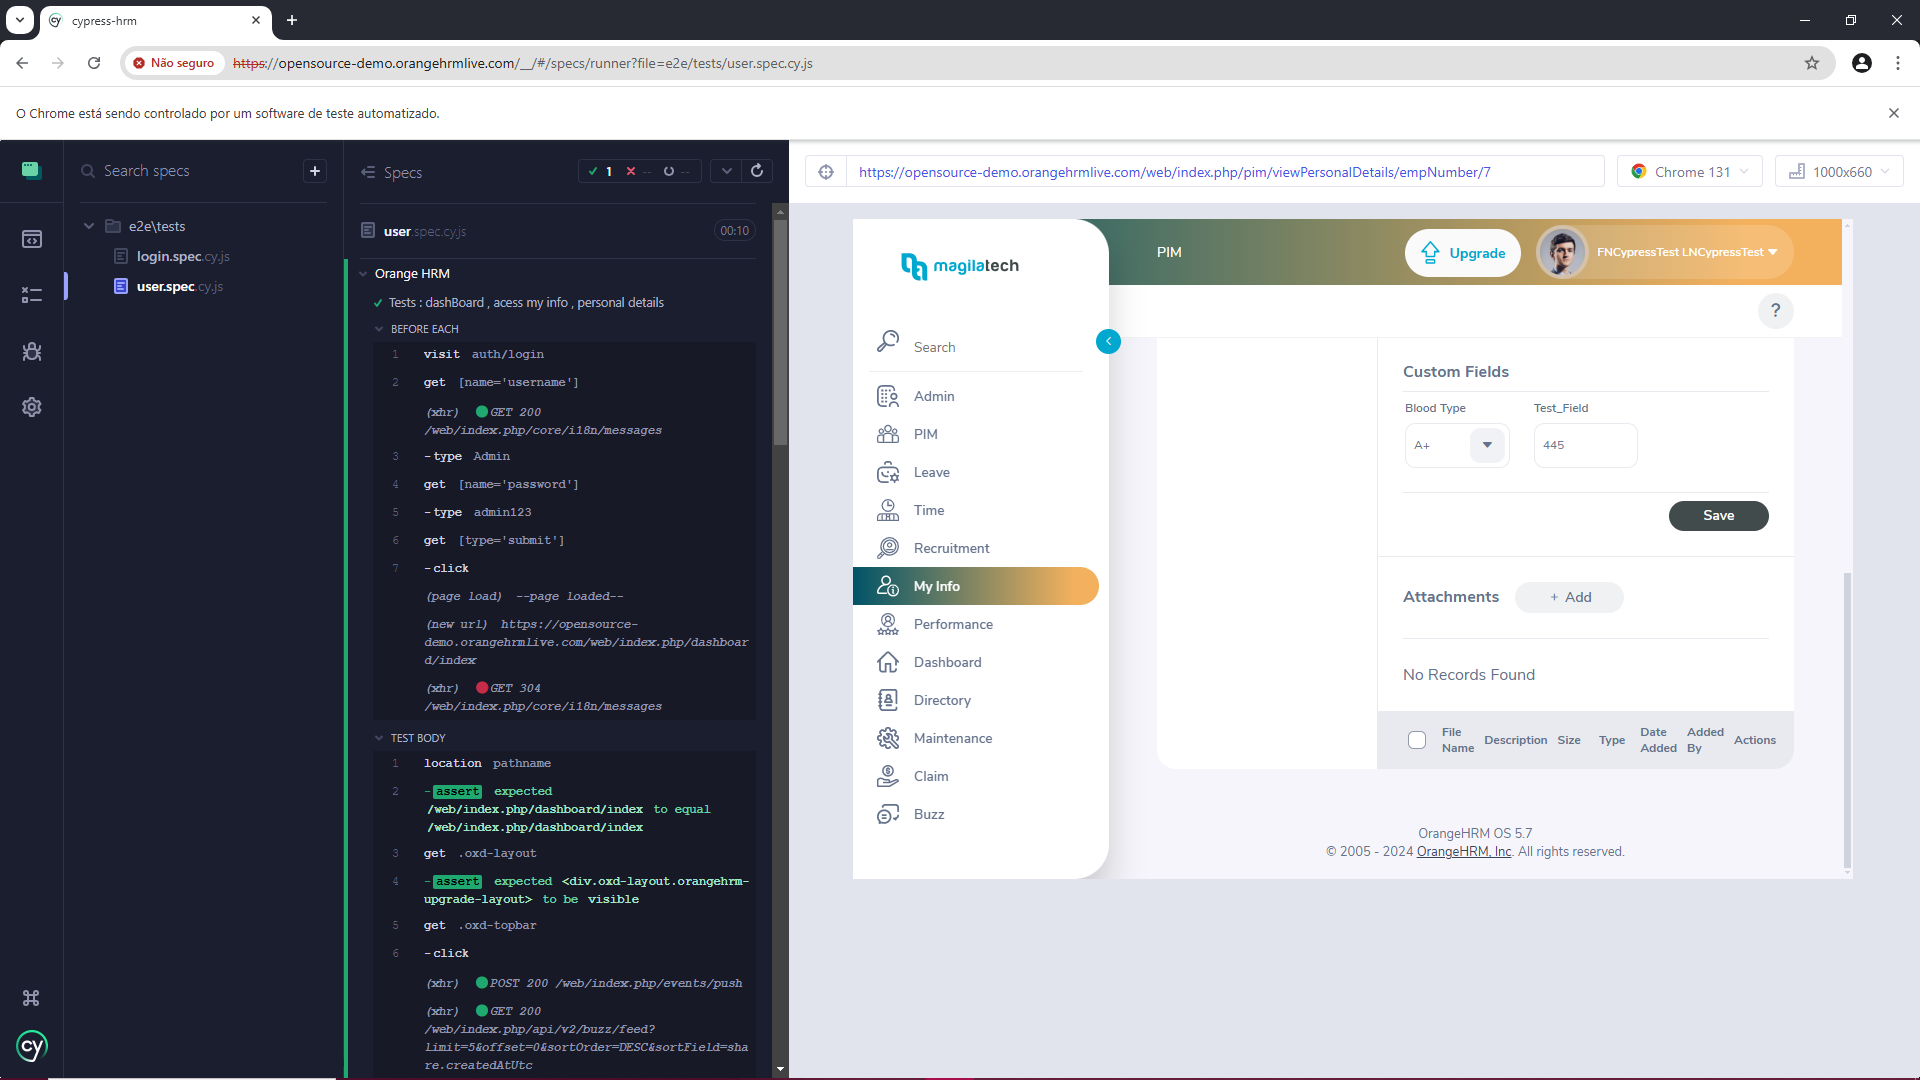 cypress-hrm
Não seguro
https://opensource-demo.orangehrmlive.com/__/#/specs/runner?file=e2e/tests/user.spec.cy.js
O Chrome está sendo controlado por um software de teste automatizado.
Search specs
+
e2e\tests
login.spec.cy.js
user.spec.cy.js
cy
Specs
1 -- --
user.spec.cy.js
00:10
Orange HRM
Tests : dashBoard , acess my info , personal details
BEFORE EACH
1 visit auth/login
2 get [name='username']
(xhr) GET 200
/web/index.php/core/i18n/messages
3 -type Admin
4 get [name='password']
5 -type admin123
6 get [type='submit']
7 -click
(page load) --page loaded--
(new url) https://opensource-
demo.orangehrmlive.com/web/index.php/dashboar
d/index
(xhr) GET 304
/web/index.php/core/i18n/messages
TEST BODY
1 location pathname
2 -assert expected
/web/index.php/dashboard/index to equal
/web/index.php/dashboard/index
3 get .oxd-layout
4 -assert expected <div.oxd-layout.orangehrm-
upgrade-layout> to be visible
5 get .oxd-topbar
6 -click
(xhr) POST 200 /web/index.php/events/push
(xhr) GET 200
/web/index.php/api/v2/buzz/feed?
limit=5&offset=0&sortOrder=DESC&sortField=sha
re.createdAtUtc
https://opensource-demo.orangehrmlive.com/web/index.php/pim/viewPersonalDetails/empNumber/7
Chrome 131
1000x660
magilatech
Search
Admin
PIM
Leave
Time
Recruitment
My Info
Performance
Dashboard
Directory
Maintenance
Claim
Buzz
PIM
Upgrade
FNCypressTest LNCypressTest
?
Custom Fields
Blood Type
Test_Field
A+
445
Save
Attachments
+ Add
No Records Found
File Name
Description
Size
Type
Date Added
Added By
Actions
OrangeHRM OS 5.7
© 2005 - 2024 OrangeHRM, Inc. All rights reserved.